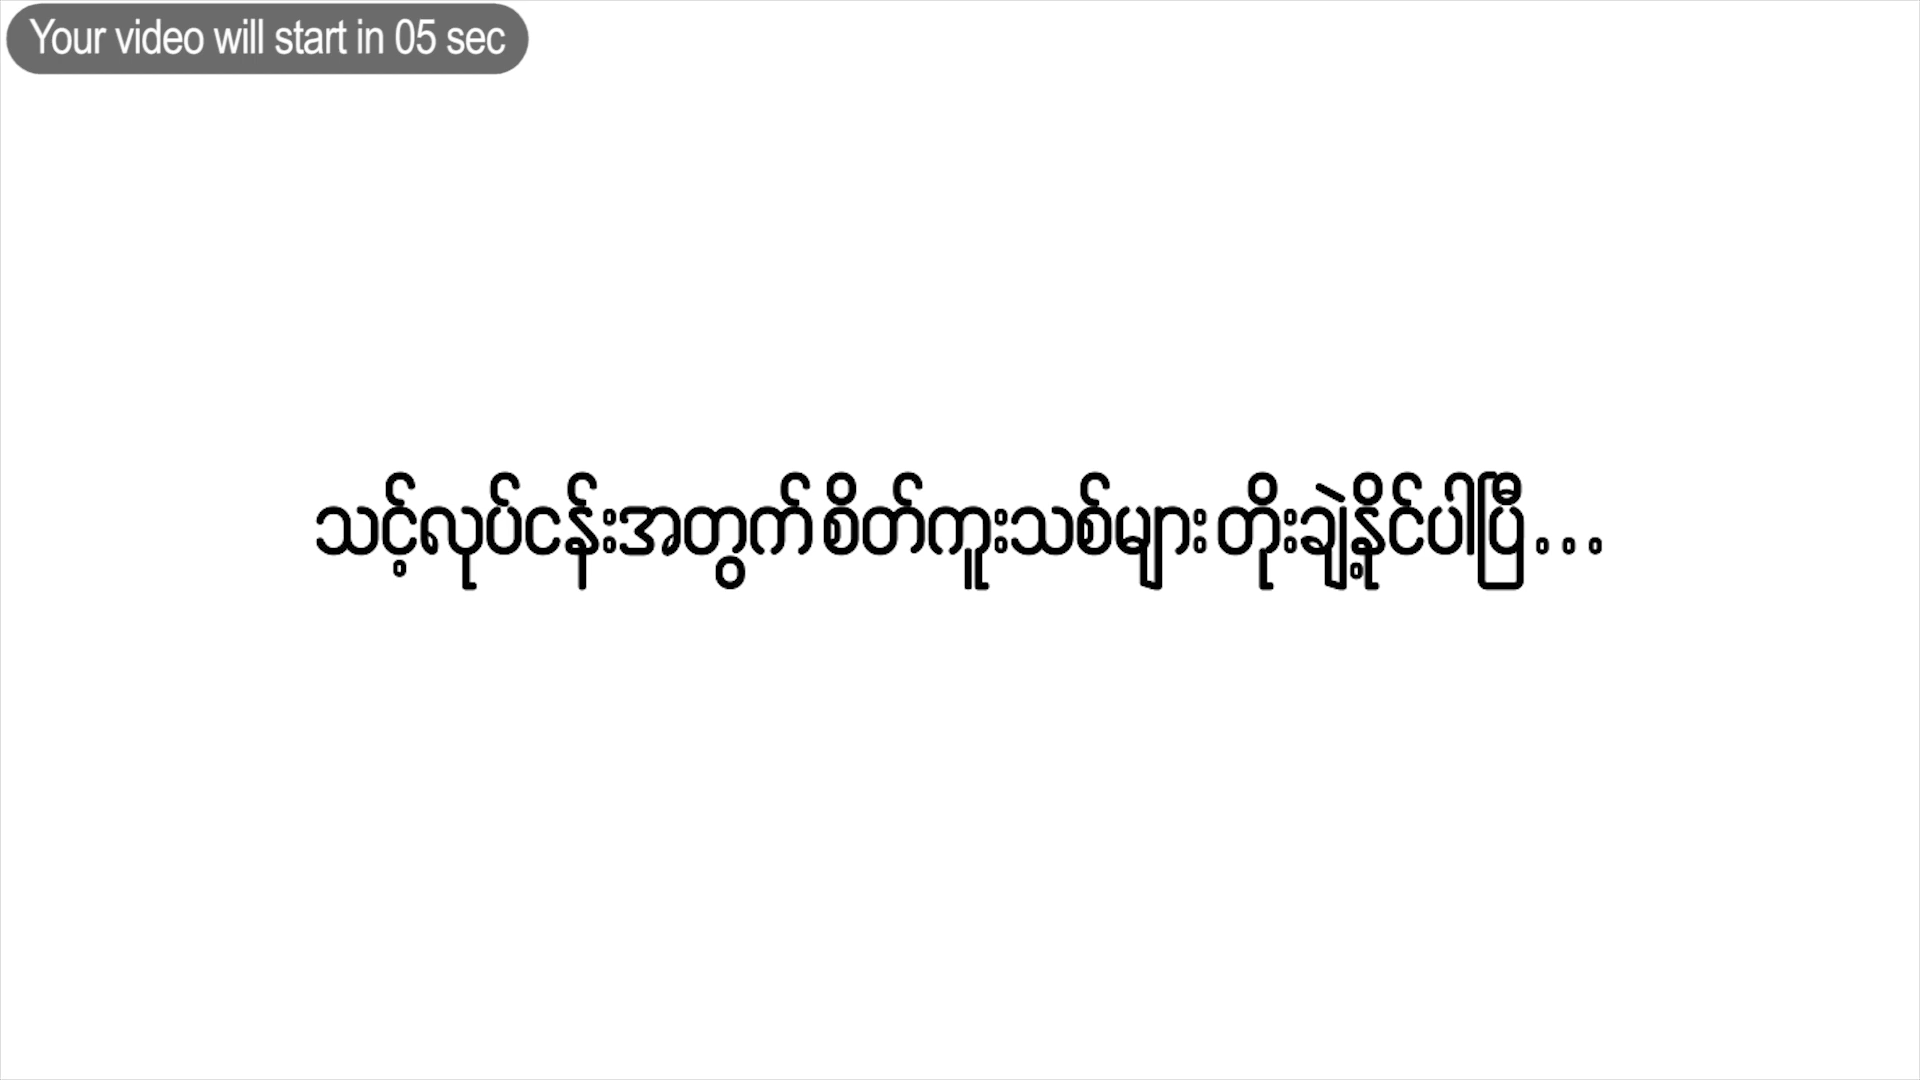 Your video will start in 05 sec
သင့်လုပ်ငန်းအတွက် စိတ်ကူးသစ်များ တိုးချဲ့နိုင်ပါပြီ...